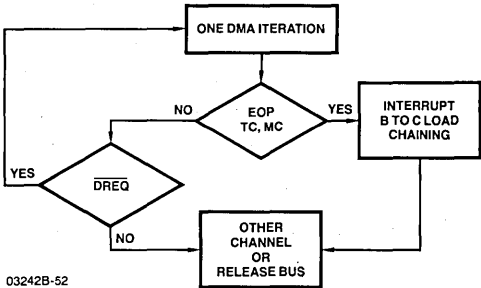 ONE DMA ITERATION
EOP
TC, MC
NO
YES
INTERRUPT
B TO C LOAD
CHAINING
YES
DREQ
NO
OTHER
CHANNEL
OR
RELEASE BUS
03242B-52